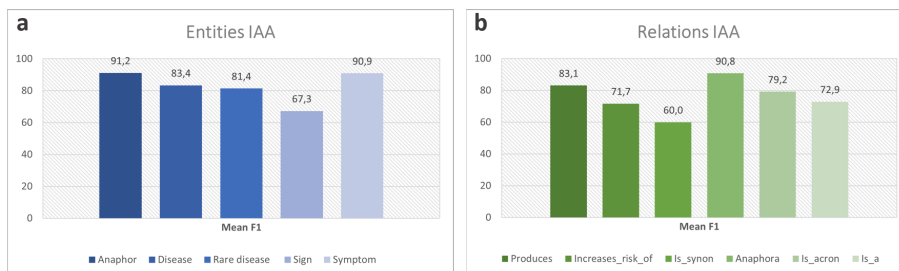 a
Entities IAA
100
80
60
40
20
0
91,2
83,4
81,4
67,3
90,9
Mean F1
Anaphor Disease Rare disease Sign Symptom
b
Relations IAA
100
80
60
40
20
0
83,1
71,7
60,0
90,8
79,2
72,9
Mean F1
Produces Increases_risk_of Is_synon Anaphora Is_acron Is_a